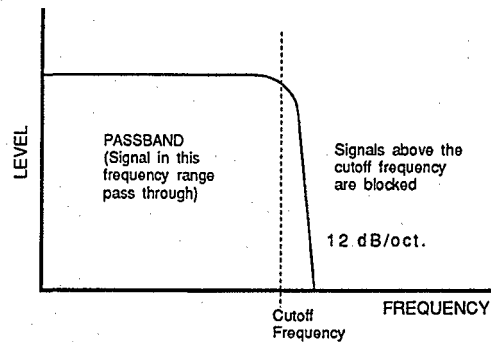 LEVEL
PASSBAND
(Signal in this
frequency range
pass through)
Signals above the
cutoff frequency
are blocked
12 dB/oct.
FREQUENCY
Cutoff
Frequency